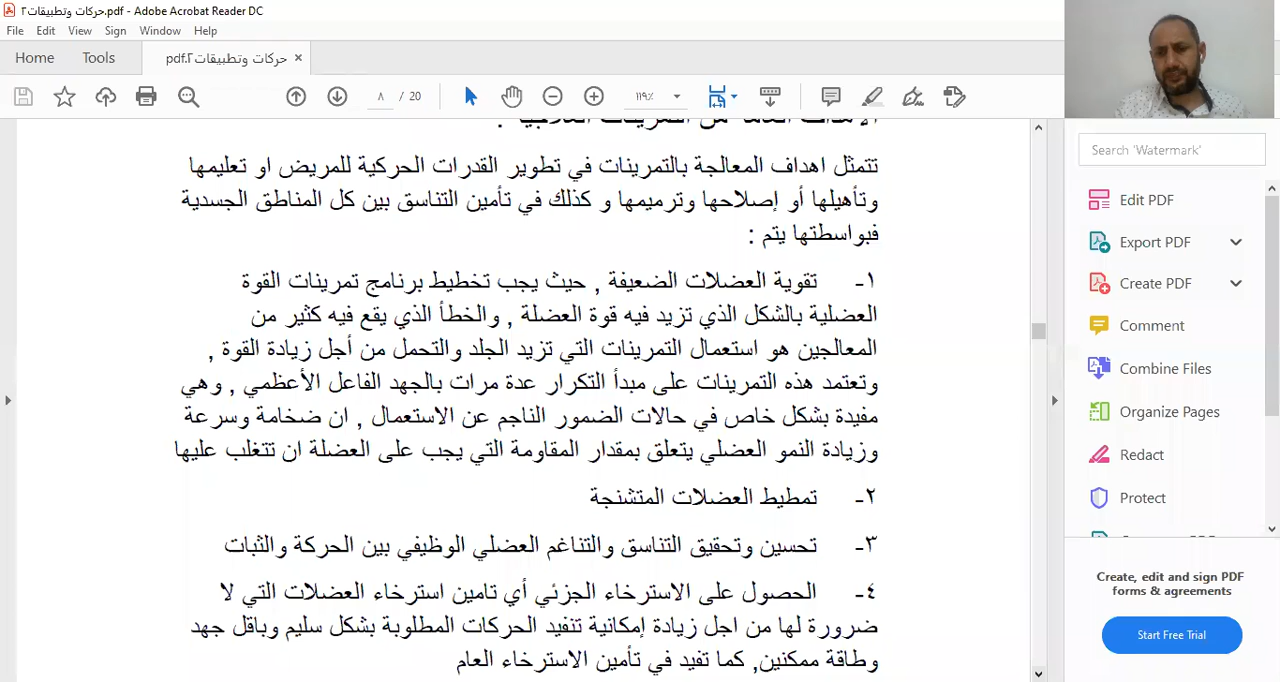 حركات وتطبيقات٢.pdf - Adobe Acrobat Reader DC
File Edit View Sign Window Help
Home Tools حركات وتطبيقات٢.pdf ×
٨ / 20 ١١٩٪
الأهداف العامة من التمرينات العلاجية :
تتمثل اهداف المعالجة بالتمرينات في تطوير القدرات الحركية للمريض او تعليمها
وتأهيلها أو إصلاحها وترميمها و كذلك في تأمين التناسق بين كل المناطق الجسدية
فبواسطتها يتم :
١- تقوية العضلات الضعيفة , حيث يجب تخطيط برنامج تمرينات القوة
العضلية بالشكل الذي تزيد فيه قوة العضلة , والخطأ الذي يقع فيه كثير من
المعالجين هو استعمال التمرينات التي تزيد الجلد والتحمل من أجل زيادة القوة ,
وتعتمد هذه التمرينات على مبدأ التكرار عدة مرات بالجهد الفاعل الأعظمي , وهي
مفيدة بشكل خاص في حالات الضمور الناجم عن الاستعمال , ان ضخامة وسرعة
وزيادة النمو العضلي يتعلق بمقدار المقاومة التي يجب على العضلة ان تتغلب عليها
٢- تمطيط العضلات المتشنجة
٣- تحسين وتحقيق التناسق والتناغم العضلي الوظيفي بين الحركة والثبات
٤- الحصول على الاسترخاء الجزئي أي تامين استرخاء العضلات التي لا
ضرورة لها من اجل زيادة إمكانية تنفيد الحركات المطلوبة بشكل سليم وباقل جهد
وطاقة ممكنين, كما تفيد في تأمين الاسترخاء العام
Search 'Watermark'
Edit PDF
Export PDF
Create PDF
Comment
Combine Files
Organize Pages
Redact
Protect
Create, edit and sign PDF
forms & agreements
Start Free Trial